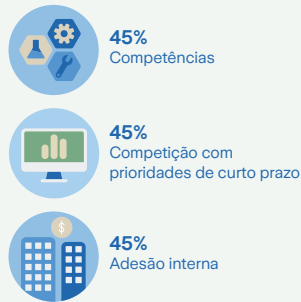 45%
Competências
45%
Competição com
prioridades de curto prazo
$
45%
Adesão interna